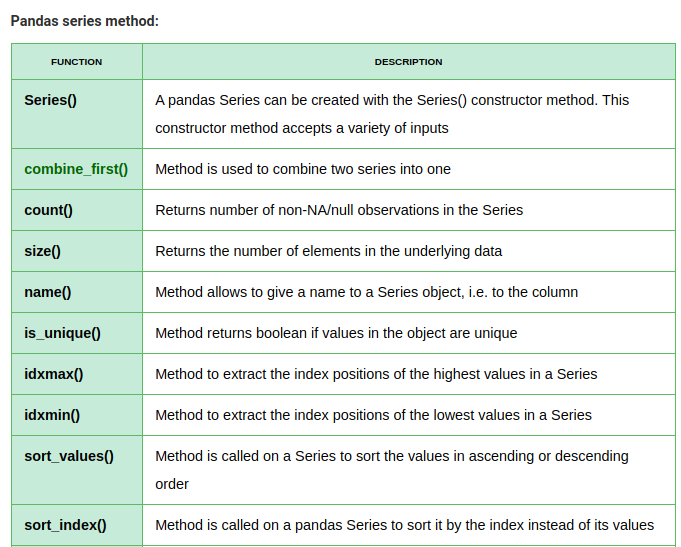 Pandas series method:
FUNCTION DESCRIPTION
Series() A pandas Series can be created with the Series() constructor method. This
constructor method accepts a variety of inputs
combine_first() Method is used to combine two series into one
count() Returns number of non-NA/null observations in the Series
size() Returns the number of elements in the underlying data
name() Method allows to give a name to a Series object, i.e. to the column
is_unique() Method returns boolean if values in the object are unique
idxmax() Method to extract the index positions of the highest values in a Series
idxmin() Method to extract the index positions of the lowest values in a Series
sort_values() Method is called on a Series to sort the values in ascending or descending
order
sort_index() Method is called on a pandas Series to sort it by the index instead of its values